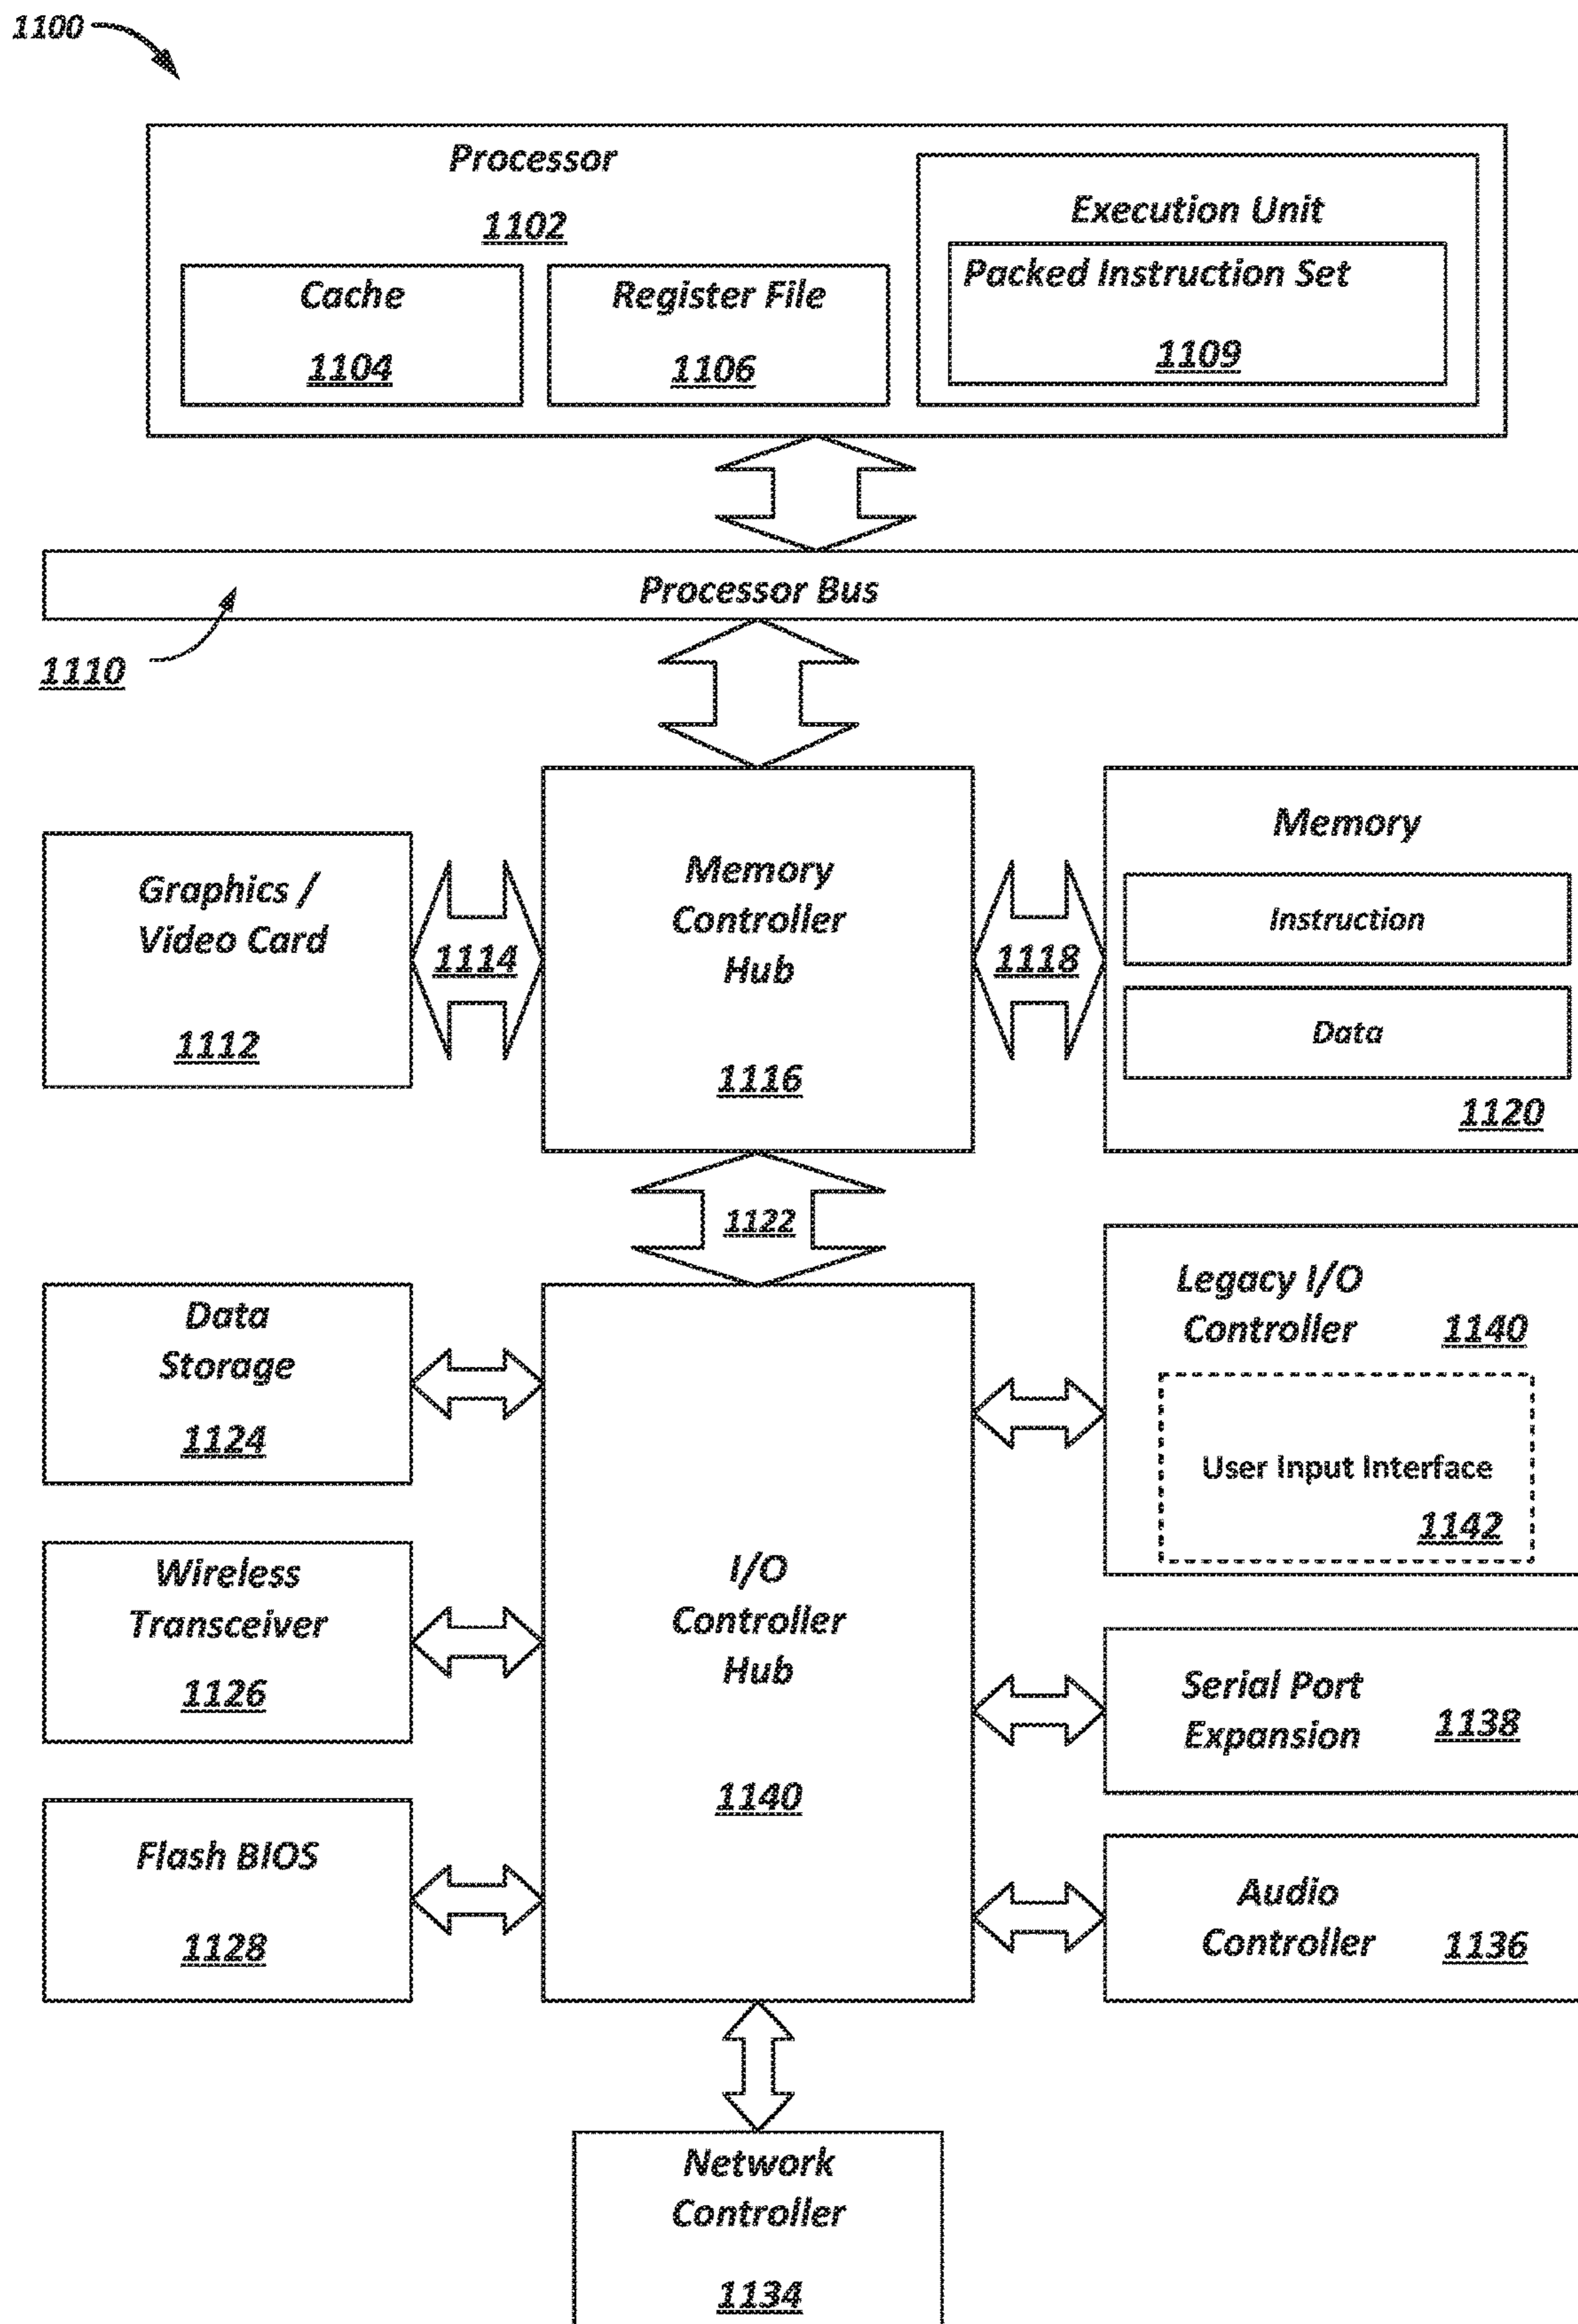 1100
Processor
1102
Execution Unit
Packed Instruction Set
1109
Cache
1104
Register File
1106
Processor Bus
1110
Graphics /
Video Card
1112
1114
Memory
Controller
Hub
1116
1118
Memory
Instruction
Data
1120
1122
Data
Storage
1124
Wireless
Transceiver
1126
Flash BIOS
1128
I/O
Controller
Hub
1140
Legacy I/O
Controller 1140
User Input Interface
1142
Serial Port
Expansion 1138
Audio
Controller 1136
Network
Controller
1134